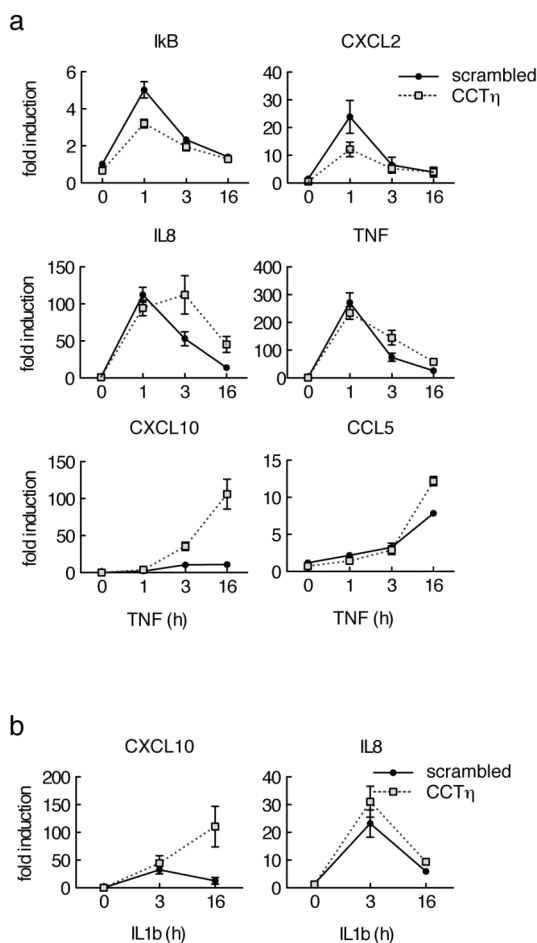 a
IkB
CXCL2
fold induction
6
4
2
0
0 1 3 16
40
30
20
10
0
0 1 3 16
scrambled
CCTη
IL8
TNF
fold induction
150
100
50
0
0 1 3 16
400
300
200
100
0
0 1 3 16
CXCL10
CCL5
fold induction
150
100
50
0
0 1 3 16
TNF (h)
15
10
5
0
0 1 3 16
TNF (h)
b
CXCL10
IL8
fold induction
200
150
100
50
0
0 3 16
IL1b (h)
40
30
20
10
0
0 3 16
IL1b (h)
scrambled
CCTη